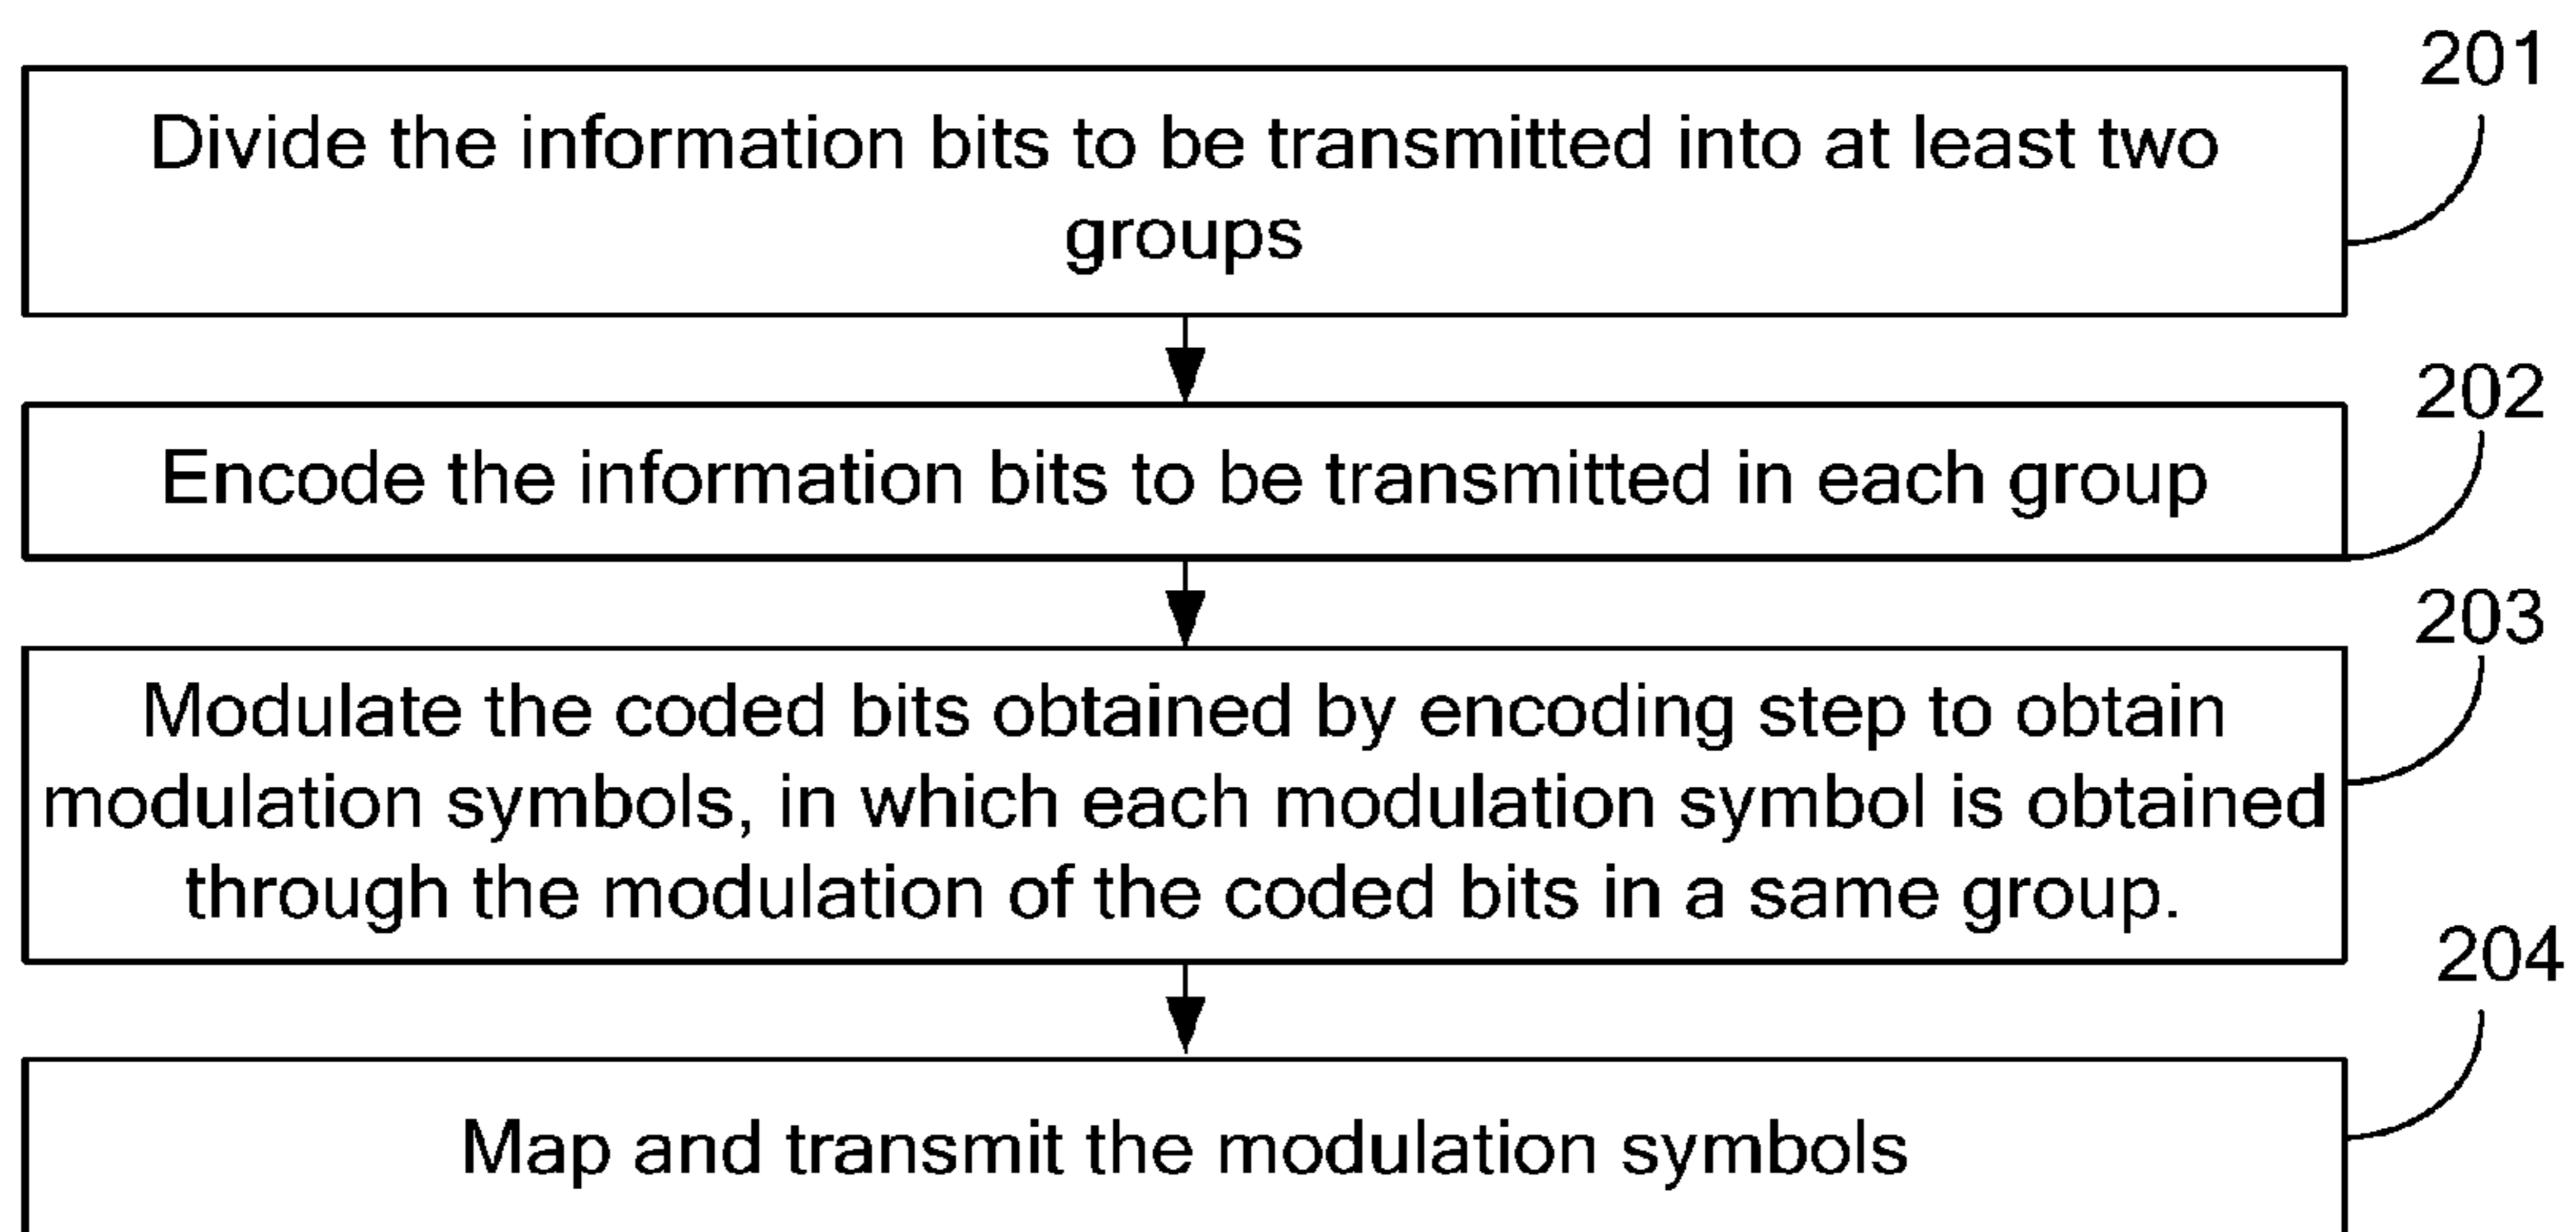 201
Divide the information bits to be transmitted into at least two
groups
202
Encode the information bits to be transmitted in each group
203
Modulate the coded bits obtained by encoding step to obtain
modulation symbols, in which each modulation symbol is obtained
through the modulation of the coded bits in a same group.
204
Map and transmit the modulation symbols